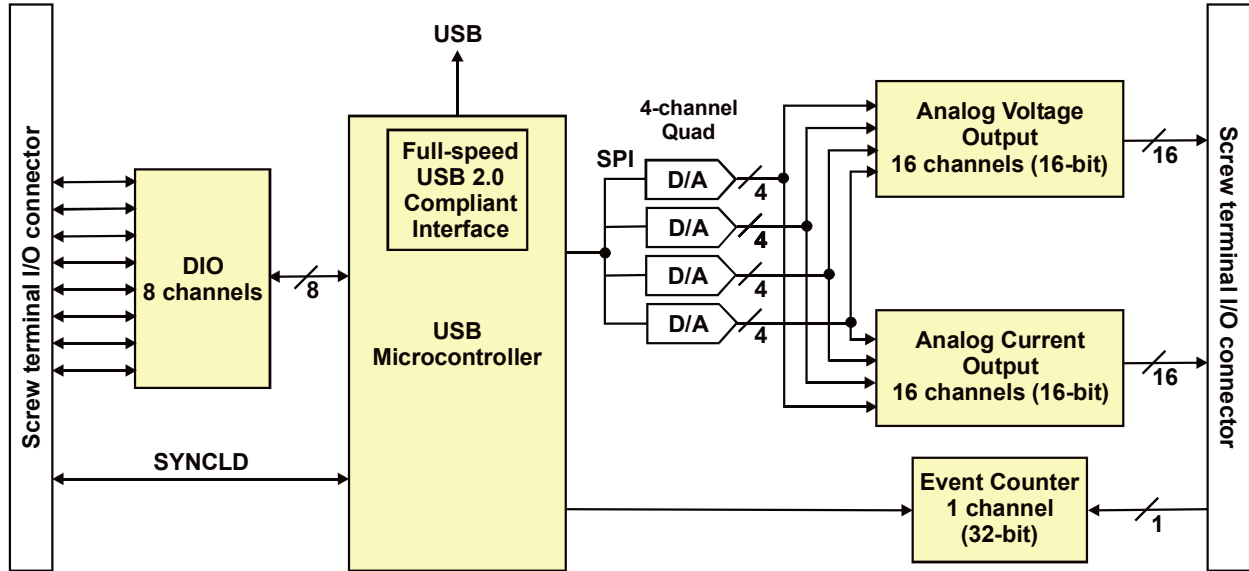 Screw terminal I/O connector
DIO
8 channels
8
SYNCLD
USB
Full-speed
USB 2.0
Compliant
Interface
USB
Microcontroller
4-channel
Quad
SPI
D/A
4
D/A
4
D/A
4
D/A
4
Analog Voltage
Output
16 channels (16-bit)
16
Analog Current
Output
16 channels (16-bit)
16
Event Counter
1 channel
(32-bit)
1
Screw terminal I/O connector